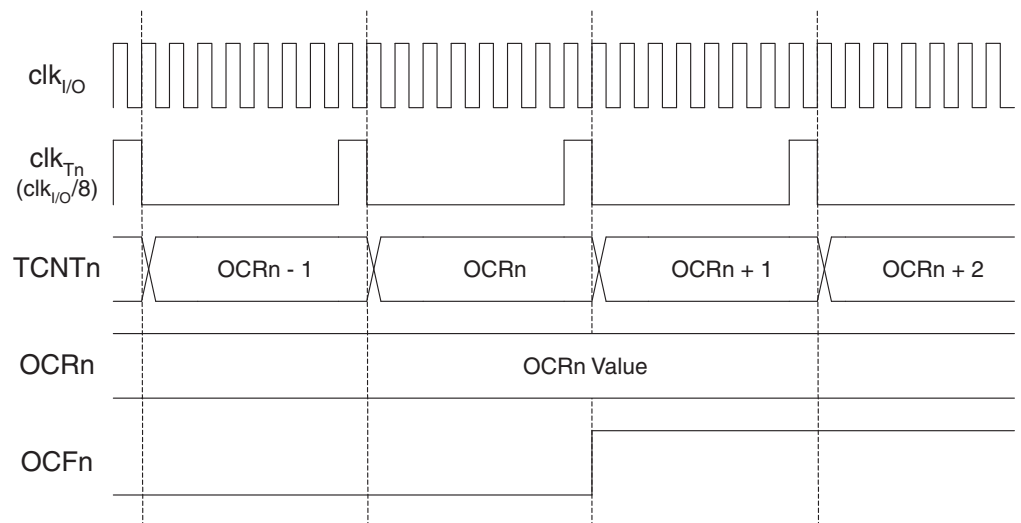 clkI/O
clkTn
(clkI/O/8)
TCNTn
OCRn - 1
OCRn
OCRn + 1
OCRn + 2
OCRn
OCRn Value
OCFn